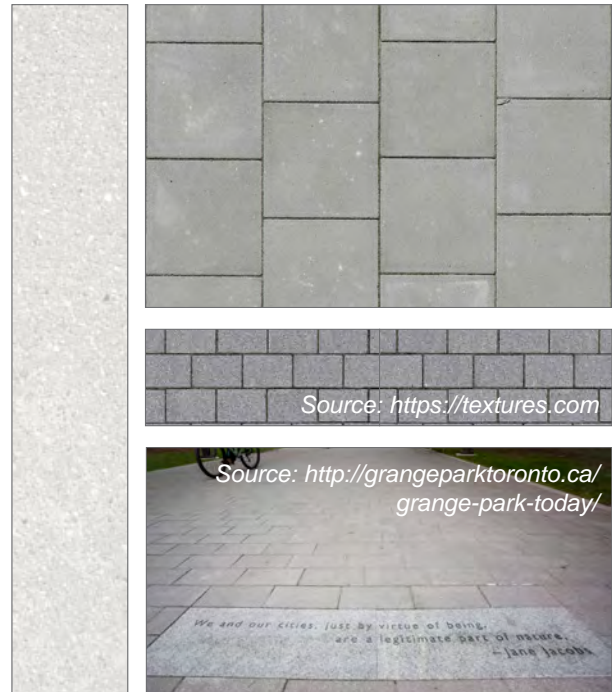 Source: https://textures.com
Source: http://grangeparktoronto.ca/
grange-park-today/
We and our cities, just by virtue of being,
are a legitimate part of nature.
—Jane Jacobs